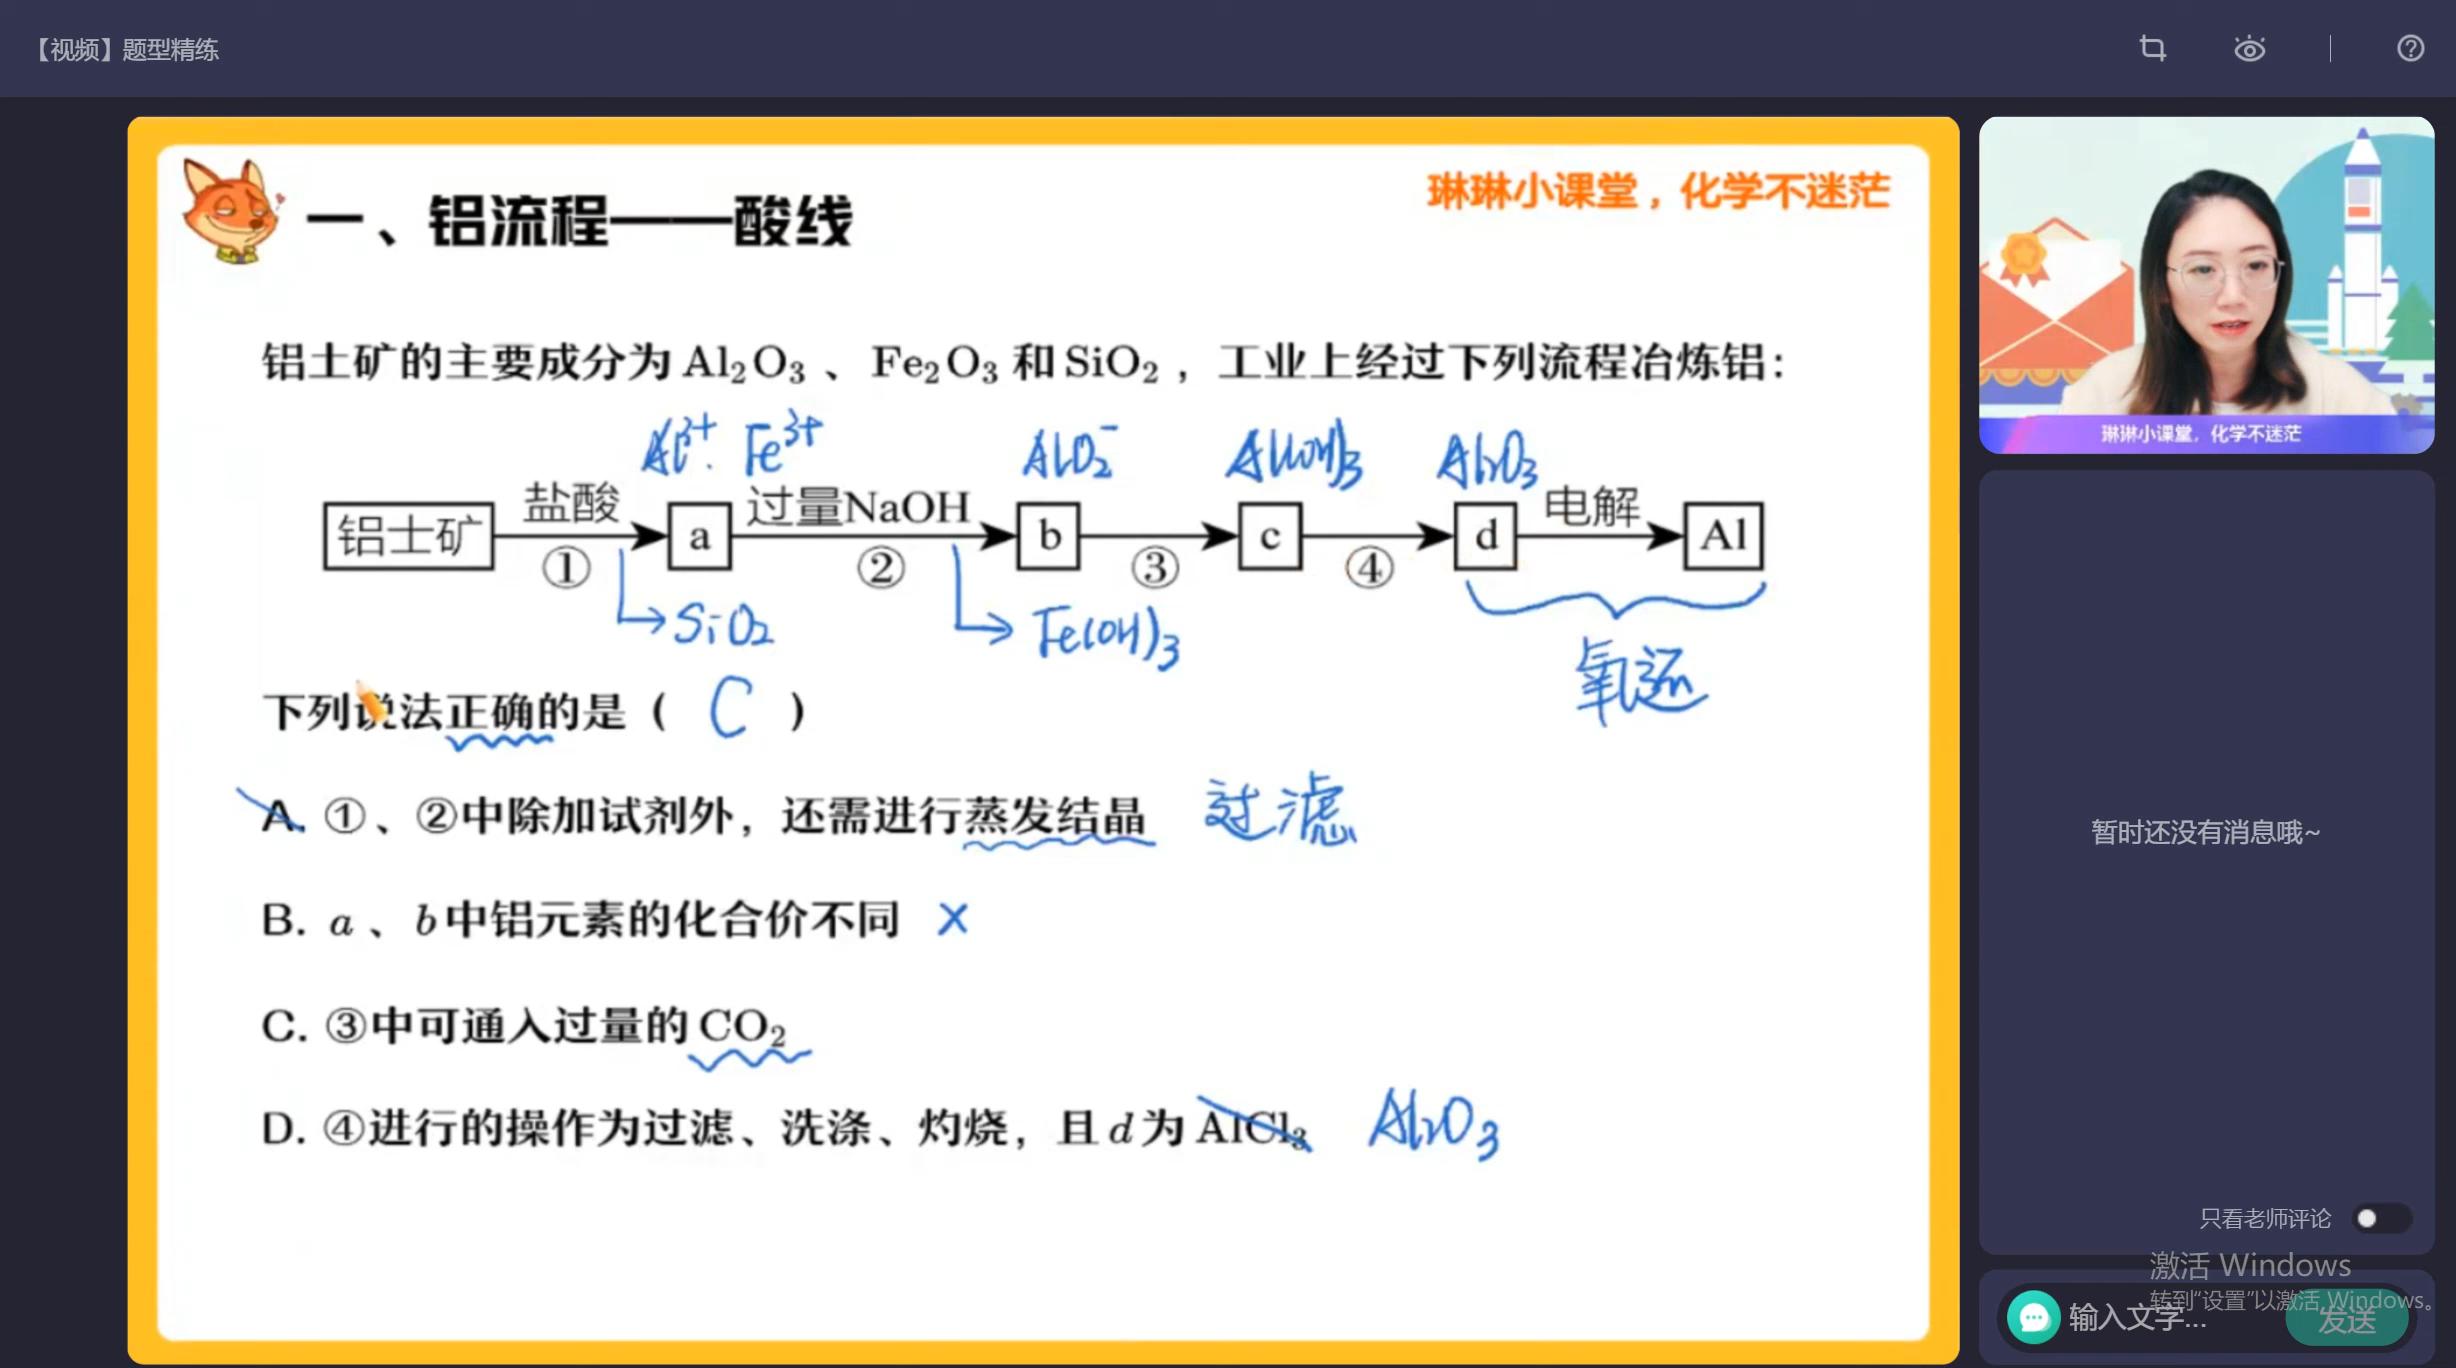 【视频】题型精练
一、铝流程——酸线
琳琳小课堂，化学不迷茫
铝土矿的主要成分为Al₂O₃、Fe₂O₃和SiO₂，工业上经过下列流程冶炼铝：
Al³⁺. Fe³⁺
AlO₂⁻
Al(OH)₃
Al₂O₃
铝土矿 盐酸 ① a 过量NaOH ② b ③ c ④ d 电解 Al
SiO₂
Fe(OH)₃
氧还
下列说法正确的是（ C ）
A. ①、②中除加试剂外，还需进行蒸发结晶 过滤
B. a、b中铝元素的化合价不同 ×
C. ③中可通入过量的CO₂
D. ④进行的操作为过滤、洗涤、灼烧，且d为AlCl₃ Al₂O₃
琳琳小课堂，化学不迷茫
暂时还没有消息哦~
只看老师评论
激活 Windows
转到“设置”以激活 Windows。
输入文字...
发送